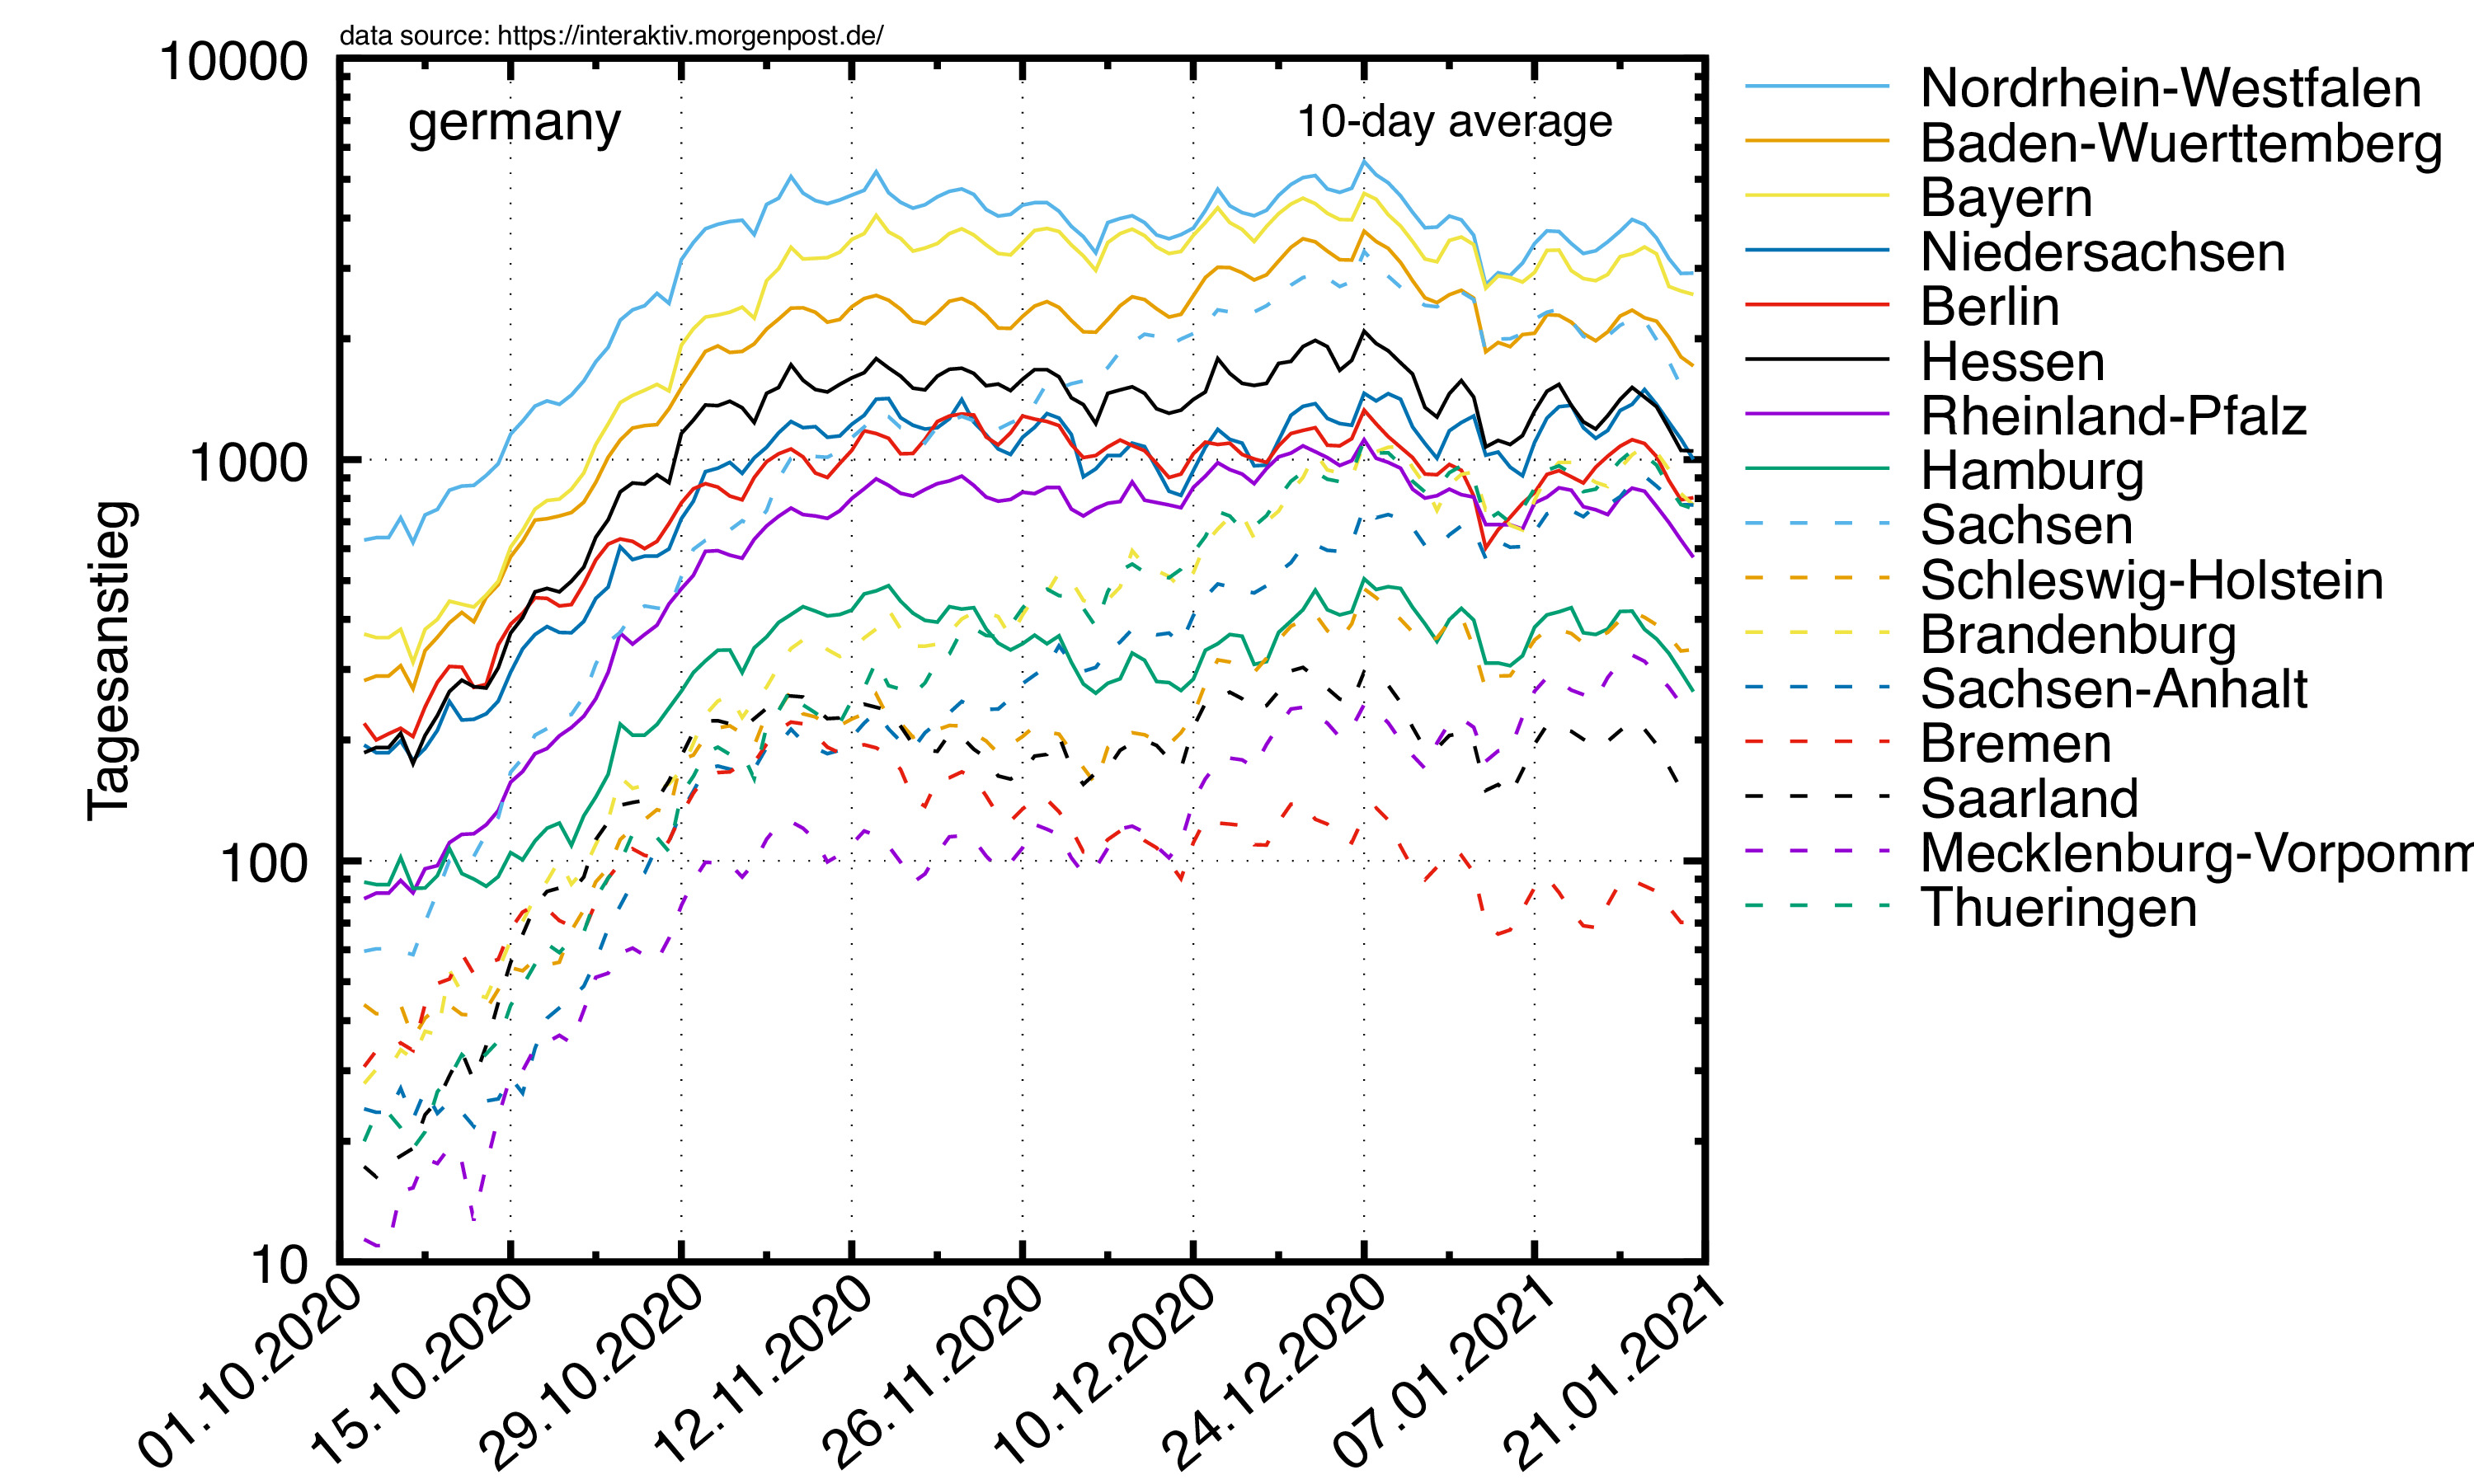 data source: https://interaktiv.morgenpost.de/
germany
10-day average
Tagesanstieg
10000
1000
100
10
01.10.2020
15.10.2020
29.10.2020
12.11.2020
26.11.2020
10.12.2020
24.12.2020
07.01.2021
21.01.2021
Nordrhein-Westfalen
Baden-Wuerttemberg
Bayern
Niedersachsen
Berlin
Hessen
Rheinland-Pfalz
Hamburg
Sachsen
Schleswig-Holstein
Brandenburg
Sachsen-Anhalt
Bremen
Saarland
Mecklenburg-Vorpomm
Thueringen